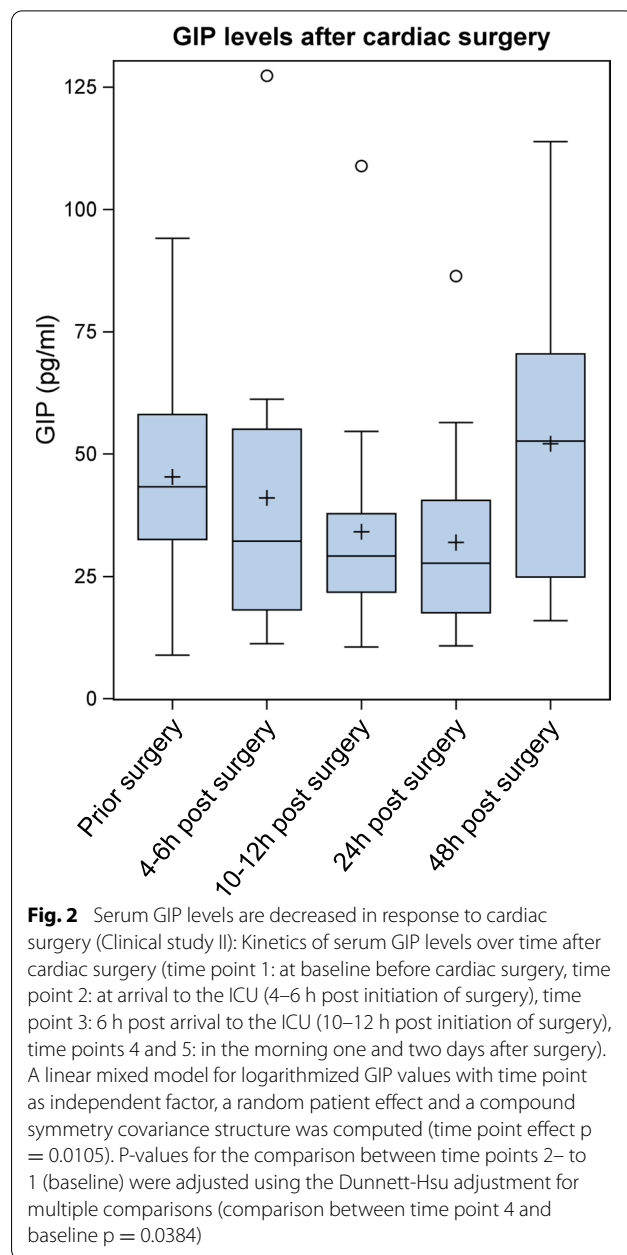 GIP levels after cardiac surgery
125
100
75
50
25
0
GIP (pg/ml)
Prior surgery
4-6h post surgery
10-12h post surgery
24h post surgery
48h post surgery
Fig. 2 Serum GIP levels are decreased in response to cardiac
surgery (Clinical study II): Kinetics of serum GIP levels over time after
cardiac surgery (time point 1: at baseline before cardiac surgery, time
point 2: at arrival to the ICU (4–6 h post initiation of surgery), time
point 3: 6 h post arrival to the ICU (10–12 h post initiation of surgery),
time points 4 and 5: in the morning one and two days after surgery).
A linear mixed model for logarithmized GIP values with time point
as independent factor, a random patient effect and a compound
symmetry covariance structure was computed (time point effect p
= 0.0105). P-values for the comparison between time points 2– to
1 (baseline) were adjusted using the Dunnett-Hsu adjustment for
multiple comparisons (comparison between time point 4 and
baseline p = 0.0384)